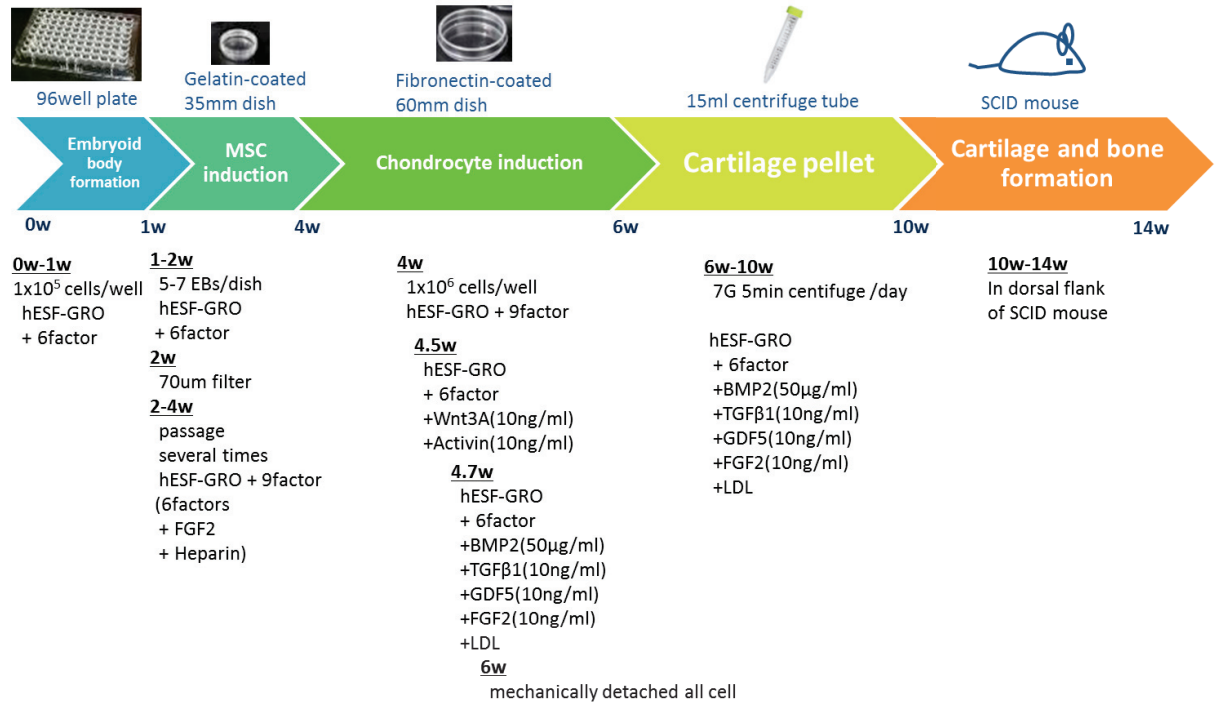 96well plate
Gelatin-coated
35mm dish
Fibronectin-coated
60mm dish
15ml centrifuge tube
SCID mouse
Embryoid
body
formation
MSC
induction
Chondrocyte induction
Cartilage pellet
Cartilage and bone
formation
0w
1w
4w
6w
10w
14w
0w-1w
1x10⁵ cells/well
hESF-GRO
+ 6factor
1-2w
5-7 EBs/dish
hESF-GRO
+ 6factor
2w
70um filter
2-4w
passage
several times
hESF-GRO + 9factor
(6factors
+ FGF2
+ Heparin)
4w
1x10⁶ cells/well
hESF-GRO + 9factor
4.5w
hESF-GRO
+ 6factor
+Wnt3A(10ng/ml)
+Activin(10ng/ml)
4.7w
hESF-GRO
+ 6factor
+BMP2(50µg/ml)
+TGFβ1(10ng/ml)
+GDF5(10ng/ml)
+FGF2(10ng/ml)
+LDL
6w
mechanically detached all cell
6w-10w
7G 5min centifuge /day
hESF-GRO
+ 6factor
+BMP2(50µg/ml)
+TGFβ1(10ng/ml)
+GDF5(10ng/ml)
+FGF2(10ng/ml)
+LDL
10w-14w
In dorsal flank
of SCID mouse